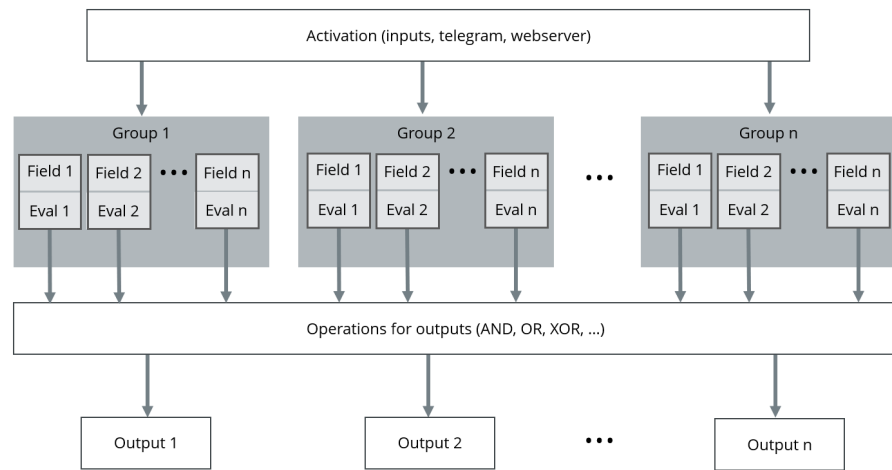 Activation (inputs, telegram, webserver)
Group 1
Group 2
Group n
Field 1
Field 2
•••
Field n
Field 1
Field 2
•••
Field n
•••
Field 1
Field 2
•••
Field n
Eval 1
Eval 2
Eval n
Eval 1
Eval 2
Eval n
Eval 1
Eval 2
Eval n
Operations for outputs (AND, OR, XOR, ...)
Output 1
Output 2
•••
Output n